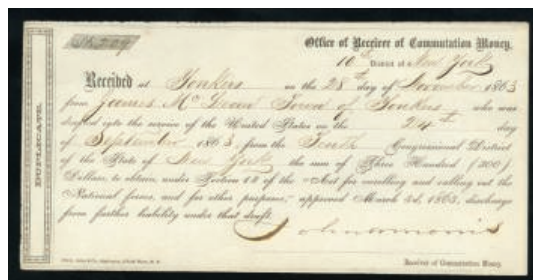 Office of Receiver of Commutation Money,
10th District of New York
Received at Yonkers on the 28th day of November 1863
from James Town of Yonkers who was
drafted into the service of the United States on the 24th day
of September 1863, from the Tenth Congressional District
of the State of New York the sum of Three Hundred (300)
Dollars, to obtain, under Section 13 of the "Act for enrolling and calling out the
National forces, and for other purposes," approved March 3d, 1863, discharge
from further liability under that draft.
Receiver of Commutation Money.
DUPLICATE.